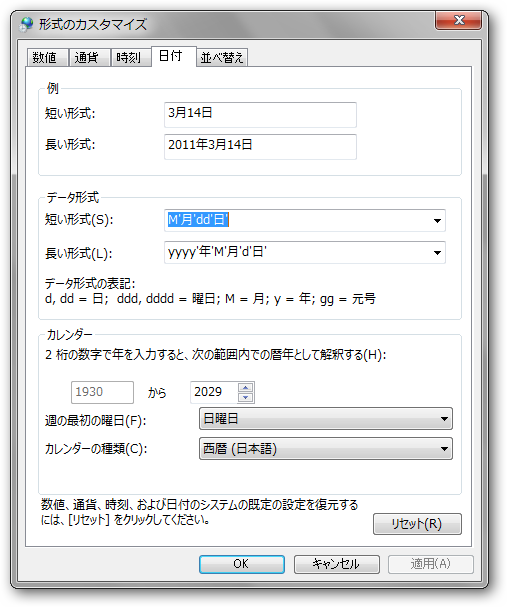 形式のカスタマイズ
数値 通貨 時刻 日付 並べ替え
例
短い形式: 3月14日
長い形式: 2011年3月14日
データ形式
短い形式(S): M'月'dd'日'
長い形式(L): yyyy'年'M'月'd'日'
データ形式の表記:
d, dd = 日; ddd, dddd = 曜日; M = 月; y = 年; gg = 元号
カレンダー
2 桁の数字で年を入力すると、次の範囲内での暦年として解釈する(H):
1930 から 2029
週の最初の曜日(F): 日曜日
カレンダーの種類(C): 西暦 (日本語)
数値、通貨、時刻、および日付のシステムの既定の設定を復元する
には、[リセット] をクリックしてください。
リセット(R)
OK キャンセル 適用(A)